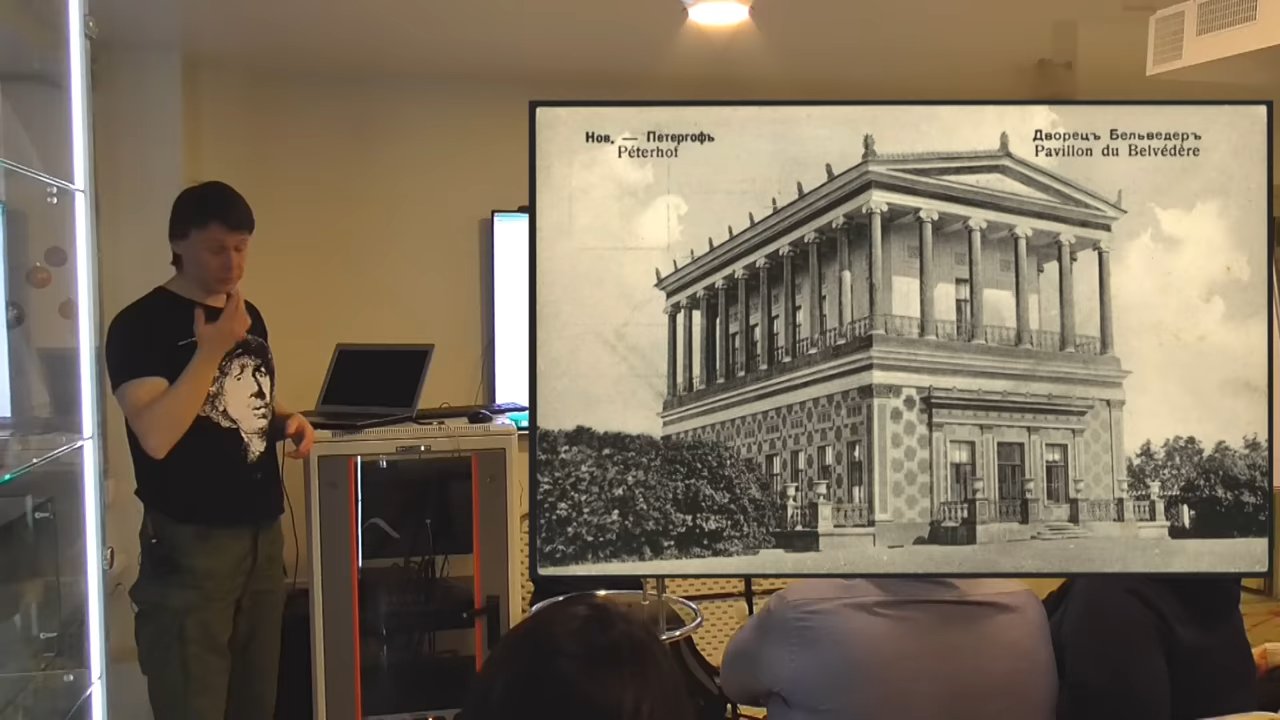 Нов. — Петергофъ
Péterhof
Дворецъ Бельведеръ
Pavillon du Belvédère